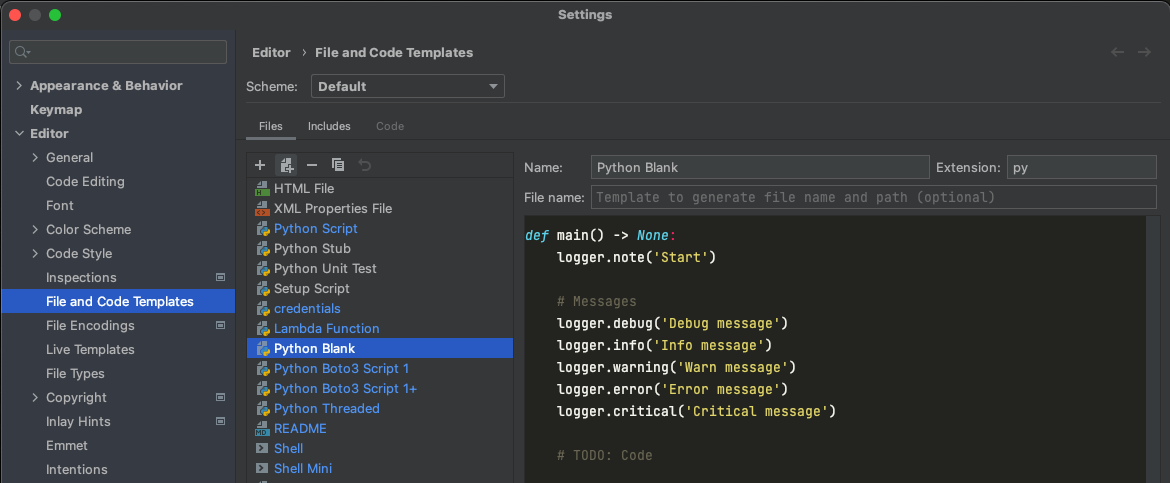 Settings
Appearance & Behavior
Keymap
Editor
General
Code Editing
Font
Color Scheme
Code Style
Inspections
File and Code Templates
File Encodings
Live Templates
File Types
Copyright
Inlay Hints
Emmet
Intentions
Editor › File and Code Templates
Scheme: Default
Files Includes Code
HTML File
XML Properties File
Python Script
Python Stub
Python Unit Test
Setup Script
credentials
Lambda Function
Python Blank
Python Boto3 Script 1
Python Boto3 Script 1+
Python Threaded
README
Shell
Shell Mini
Name: Python Blank Extension: py
File name: Template to generate file name and path (optional)
def main() -> None:
    logger.note('Start')
    # Messages
    logger.debug('Debug message')
    logger.info('Info message')
    logger.warning('Warn message')
    logger.error('Error message')
    logger.critical('Critical message')
    # TODO: Code